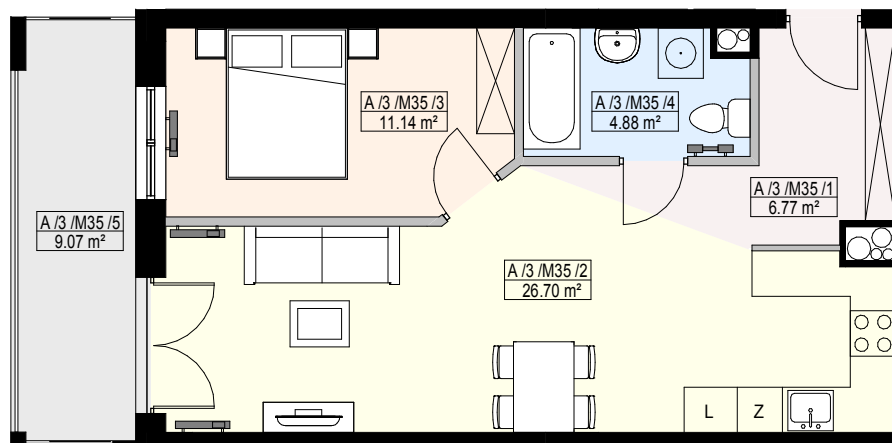 A /3 /M35 /3
11.14 m²
A /3 /M35 /4
4.88 m²
A /3 /M35 /1
6.77 m²
A /3 /M35 /5
9.07 m²
A /3 /M35 /2
26.70 m²
L Z